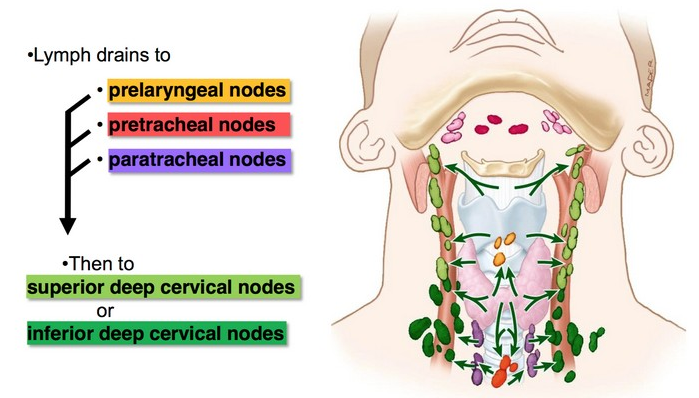 •Lymph drains to
• prelaryngeal nodes
• pretracheal nodes
• paratracheal nodes
•Then to
superior deep cervical nodes
or
inferior deep cervical nodes
MADER